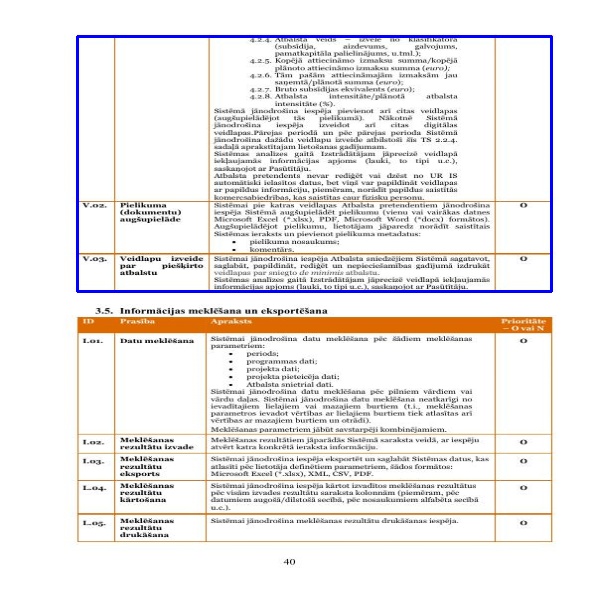 4.2.4. Atbalsta veids – izvēle no klasifikatora
(subsīdija, aizdevums, galvojums,
pamatkapitāla palielinājums, u.tml.);
4.2.5. Kopējā attiecināmo izmaksu summa/kopējā
plānoto attiecināmo izmaksu summa (euro);
4.2.6. Tām pašām attiecināmajām izmaksām jau
saņemtā/plānotā summa (euro);
4.2.7. Bruto subsīdijas ekvivalents (euro);
4.2.8. Atbalsta intensitāte/plānotā atbalsta
intensitāte (%).
Sistēmā jānodrošina iespēja pievienot arī citas veidlapas
(augšupielādējot tās pielikumā). Nākotnē Sistēmā
jānodrošina iespēja izveidot arī citas digitālas
veidlapas.Pārejas periodā un pēc pārejas perioda Sistēmā
jānodrošina dažādu veidlapu izveide atbilstoši šīs TS 2.2.4.
sadaļā aprakstītajam lietošanas gadījumam.
Sistēmas analīzes gaitā Izstrādātājam jāprecizē veidlapā
iekļaujamās informācijas apjoms (lauki, to tipi u.c.),
saskaņojot ar Pasūtītāju.
Atbalsta pretendents nevar rediģēt vai dzēst no UR IS
automātiski ielasītos datus, bet viņš var papildināt veidlapas
ar papildus informāciju, piemēram, norādīt papildus saistītās
komercsabiedrības, kas saistītas caur fizisku personu.
V.02. Pielikuma (dokumentu) augšupielāde Sistēmai pie katras veidlapas Atbalsta pretendentiem jānodrošina O
iespēja Sistēmā augšupielādēt pielikumu (vienu vai vairākas datnes
Microsoft Excel (*.xlsx), PDF, Microsoft Word (*docx) formātos).
Augšupielādējot pielikumu, lietotājam jāparedz norādīt saistītais
Sistēmas ieraksts un pievienot pielikuma metadatus:
• pielikuma nosaukums;
• komentārs.
V.03. Veidlapu izveide par piešķirto atbalstu Sistēmai jānodrošina iespēja Atbalsta sniedzējiem Sistēmā sagatavot, O
saglabāt, papildināt, rediģēt un nepieciešamības gadījumā izdrukāt
veidlapas par sniegto de minimis atbalstu.
Sistēmas analīzes gaitā Izstrādātājam jāprecizē veidlapā iekļaujamās
informācijas apjoms (lauki, to tipi u.c.), saskaņojot ar Pasūtītāju.
3.5. Informācijas meklēšana un eksportēšana
ID Prasība Apraksts Prioritāte – O vai N
I.01. Datu meklēšana Sistēmai jānodrošina datu meklēšana pēc šādiem meklēšanas O
parametriem:
• periods;
• programmas dati;
• projekta dati;
• projekta pieteicēja dati;
• Atbalsta snietrial dati.
Sistēmai jānodrošina datu meklēšana pēc pilniem vārdiem vai
vārdu daļas. Sistēmai jānodrošina datu meklēšana neatkarīgi no
ievadītajiem lielajiem vai mazajiem burtiem (t.i., meklēšanas
parametros ievadot vērtības ar lielajiem burtiem tiek atlasītas arī
vērtības ar mazajiem burtiem un otrādi).
Meklēšanas parametriem jābūt savstarpēji kombinējamiem.
I.02. Meklēšanas rezultātu izvade Meklēšanas rezultātiem jāparādās Sistēmā saraksta veidā, ar iespēju O
atvērt katra konkrētā ieraksta informāciju.
I.03. Meklēšanas rezultātu eksports Sistēmai jānodrošina iespēja eksportēt un saglabāt Sistēmas datus, kas O
atlasīti pēc lietotāja definētiem parametriem, šādos formātos:
Microsoft Excel (*.xlsx), XML, CSV, PDF.
I.04. Meklēšanas rezultātu kārtošana Sistēmai jānodrošina iespēja kārtot izvadītos meklēšanas rezultātus O
pēc visām izvades rezultātu saraksta kolonnām (piemēram, pēc
datumiem augošā/dilstošā secībā, pēc nosaukumiem alfabēta secībā
u.c.).
I.05. Meklēšanas rezultātu drukāšana Sistēmai jānodrošina meklēšanas rezultātu drukāšanas iespēja. O
40